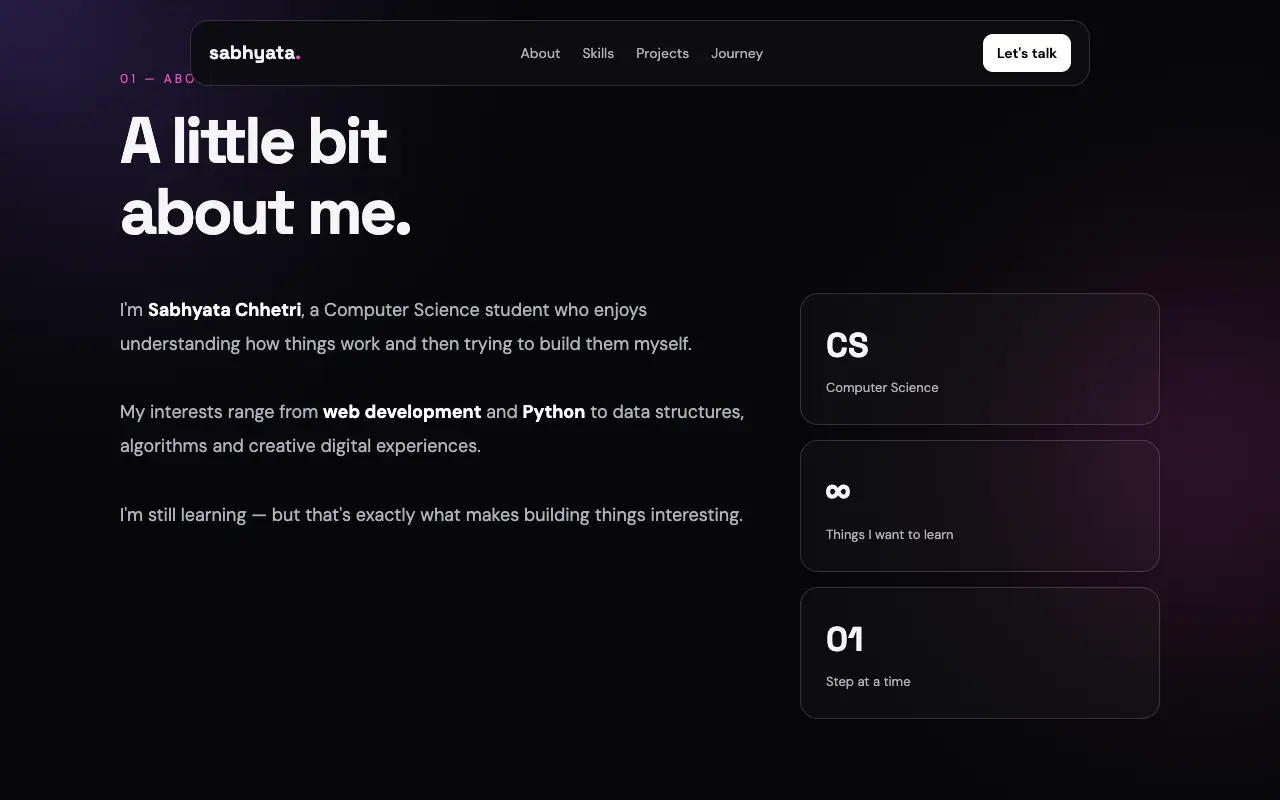 sabhyata.
About
Skills
Projects
Journey
Let's talk
01 — ABO
A little bit
about me.
I'm Sabhyata Chhetri, a Computer Science student who enjoys
understanding how things work and then trying to build them myself.
My interests range from web development and Python to data structures,
algorithms and creative digital experiences.
I'm still learning — but that's exactly what makes building things interesting.
CS
Computer Science
∞
Things I want to learn
01
Step at a time